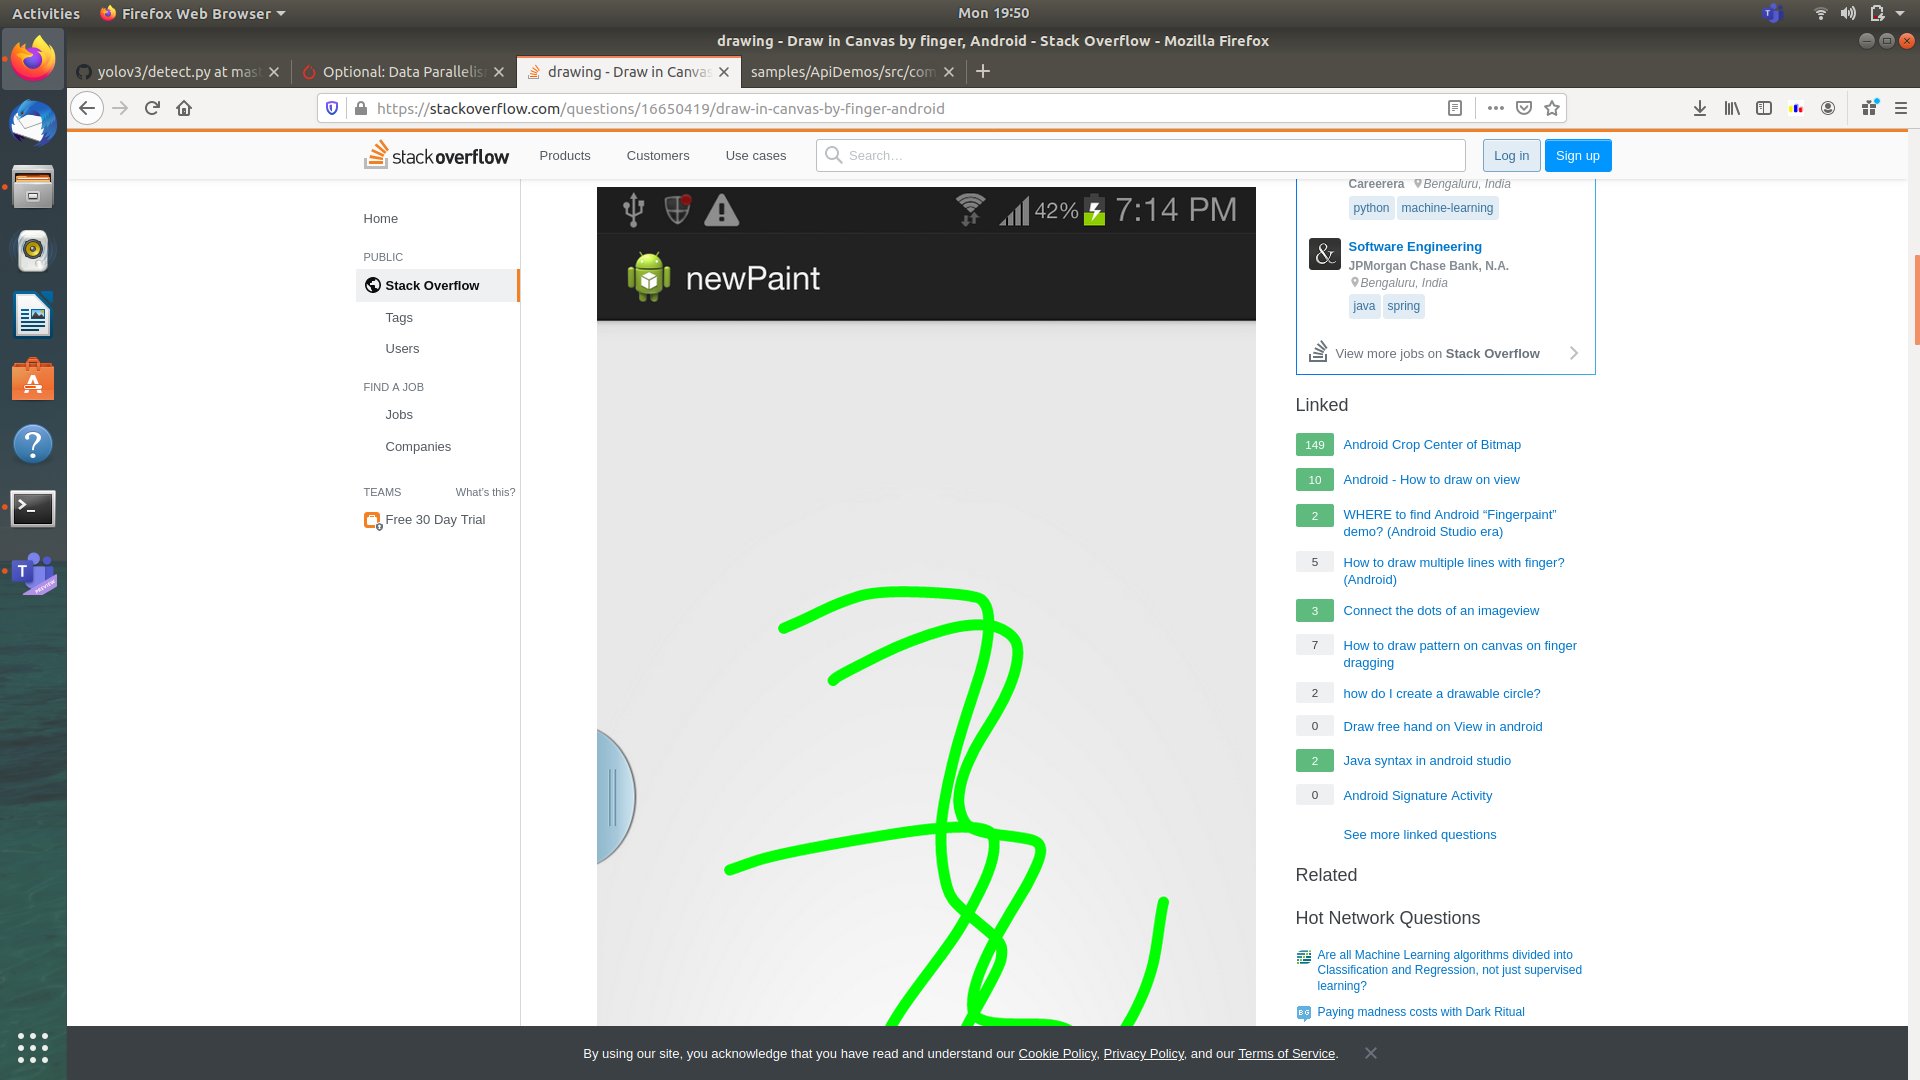 Activities
Firefox Web Browser
Mon 19:50
drawing - Draw in Canvas by finger, Android - Stack Overflow - Mozilla Firefox
yolov3/detect.py at mast
Optional: Data Parallelis
drawing - Draw in Canvas
samples/ApiDemos/src/com
https://stackoverflow.com/questions/16650419/draw-in-canvas-by-finger-android
stackoverflow
Products
Customers
Use cases
Search…
Log in
Sign up
Home
PUBLIC
Stack Overflow
Tags
Users
FIND A JOB
Jobs
Companies
TEAMS
What's this?
Free 30 Day Trial
42%
7:14 PM
newPaint
Careerera
Bengaluru, India
python
machine-learning
Software Engineering
JPMorgan Chase Bank, N.A.
Bengaluru, India
java
spring
View more jobs on Stack Overflow
Linked
149 Android Crop Center of Bitmap
10 Android - How to draw on view
2 WHERE to find Android “Fingerpaint”
demo? (Android Studio era)
5 How to draw multiple lines with finger?
(Android)
3 Connect the dots of an imageview
7 How to draw pattern on canvas on finger
dragging
2 how do I create a drawable circle?
0 Draw free hand on View in android
2 Java syntax in android studio
0 Android Signature Activity
See more linked questions
Related
Hot Network Questions
Are all Machine Learning algorithms divided into
Classification and Regression, not just supervised
learning?
Paying madness costs with Dark Ritual
By using our site, you acknowledge that you have read and understand our Cookie Policy, Privacy Policy, and our Terms of Service.